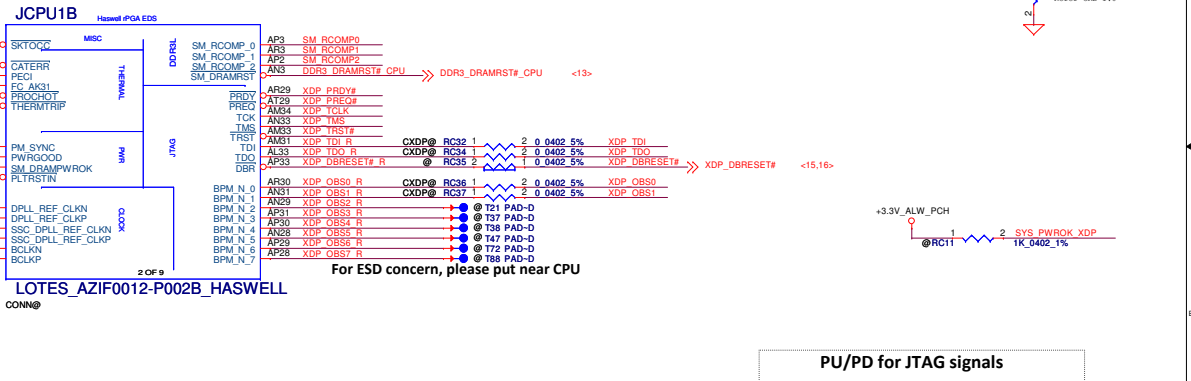 JCPU1B
Haswell rPGA EDS
MISC
THERMAL
PWR
CLOCK
DDR3L
JTAG
SKTOCC
CATERR
PECI
FC_AK31
PROCHOT
THERMTRIP
PM_SYNC
PWRGOOD
SM_DRAMPWROK
PLTRSTIN
DPLL_REF_CLKN
DPLL_REF_CLKP
SSC_DPLL_REF_CLKN
SSC_DPLL_REF_CLKP
BCLKN
BCLKP
SM_RCOMP_0 AP3 SM_RCOMP0
SM_RCOMP_1 AR3 SM_RCOMP1
SM_RCOMP_2 AP2 SM_RCOMP2
SM_DRAMRST AN3 DDR3_DRAMRST#_CPU DDR3_DRAMRST#_CPU <13>
PRDY AR29 XDP_PRDY#
PREQ AT29 XDP_PREQ#
TCK AM34 XDP_TCLK
TMS AN33 XDP_TMS
TRST AM33 XDP_TRST#
TDI AM31 XDP_TDI_R CXDP@ RC32 1 2 0_0402_5% XDP_TDI
TDO AL33 XDP_TDO_R CXDP@ RC34 1 2 0_0402_5% XDP_TDO
DBR AP33 XDP_DBRESET#_R @ RC35 2 1 0_0402_5% XDP_DBRESET# XDP_DBRESET# <15,16>
BPM_N_0 AR30 XDP_OBS0_R CXDP@ RC36 1 2 0_0402_5% XDP_OBS0
BPM_N_1 AN31 XDP_OBS1_R CXDP@ RC37 1 2 0_0402_5% XDP_OBS1
BPM_N_2 AN29 XDP_OBS2_R @ T21 PAD~D
BPM_N_3 AP31 XDP_OBS3_R @ T37 PAD~D
BPM_N_4 AP30 XDP_OBS4_R @ T38 PAD~D
BPM_N_5 AN28 XDP_OBS5_R @ T47 PAD~D
BPM_N_6 AP29 XDP_OBS6_R @ T72 PAD~D
BPM_N_7 AP28 XDP_OBS7_R @ T88 PAD~D
2 OF 9
For ESD concern, please put near CPU
LOTES_AZIF0012-P002B_HASWELL
CONN@
2
+3.3V_ALW_PCH
@RC11 1 2 SYS_PWROK_XDP
1K_0402_1%
PU/PD for JTAG signals